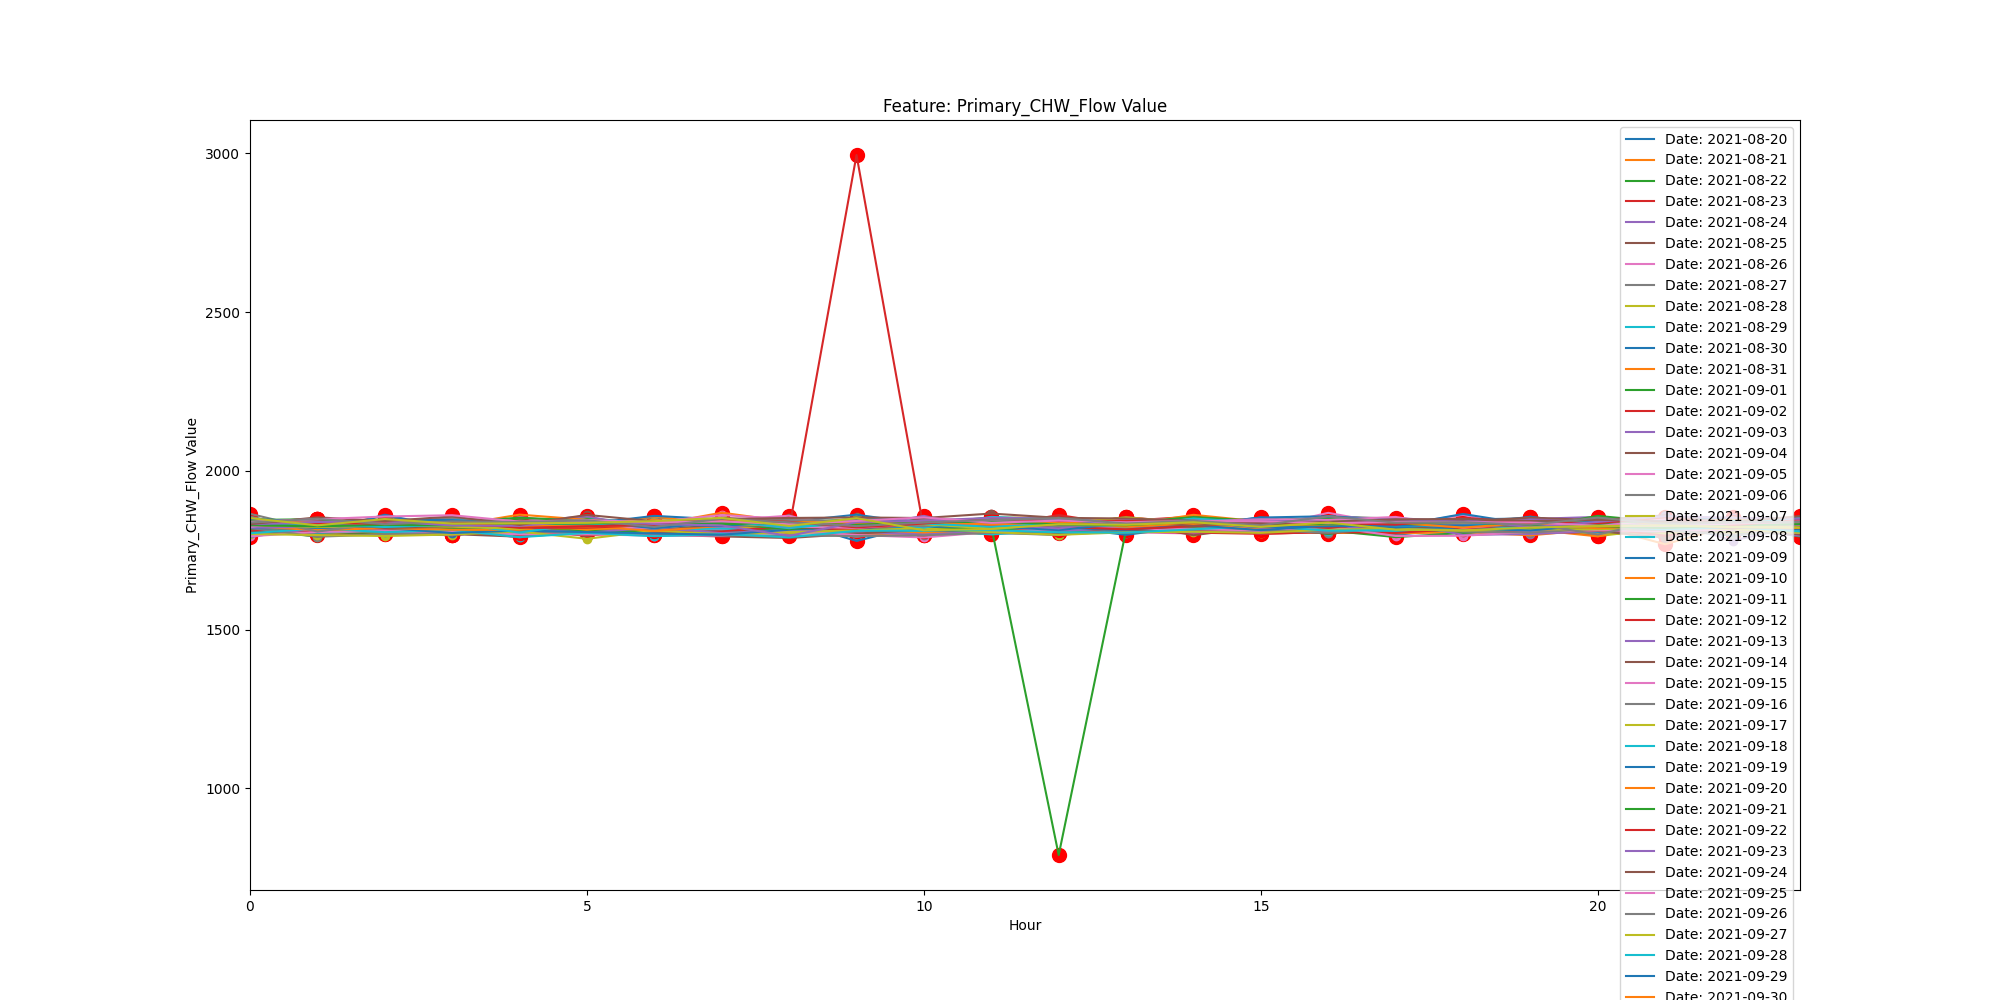 Feature: Primary_CHW_Flow Value
3000
2500
2000
1500
1000
Primary_CHW_Flow Value
0
5
10
15
20
Hour
Date: 2021-08-20
Date: 2021-08-21
Date: 2021-08-22
Date: 2021-08-23
Date: 2021-08-24
Date: 2021-08-25
Date: 2021-08-26
Date: 2021-08-27
Date: 2021-08-28
Date: 2021-08-29
Date: 2021-08-30
Date: 2021-08-31
Date: 2021-09-01
Date: 2021-09-02
Date: 2021-09-03
Date: 2021-09-04
Date: 2021-09-05
Date: 2021-09-06
Date: 2021-09-07
Date: 2021-09-08
Date: 2021-09-09
Date: 2021-09-10
Date: 2021-09-11
Date: 2021-09-12
Date: 2021-09-13
Date: 2021-09-14
Date: 2021-09-15
Date: 2021-09-16
Date: 2021-09-17
Date: 2021-09-18
Date: 2021-09-19
Date: 2021-09-20
Date: 2021-09-21
Date: 2021-09-22
Date: 2021-09-23
Date: 2021-09-24
Date: 2021-09-25
Date: 2021-09-26
Date: 2021-09-27
Date: 2021-09-28
Date: 2021-09-29
Date: 2021-09-30